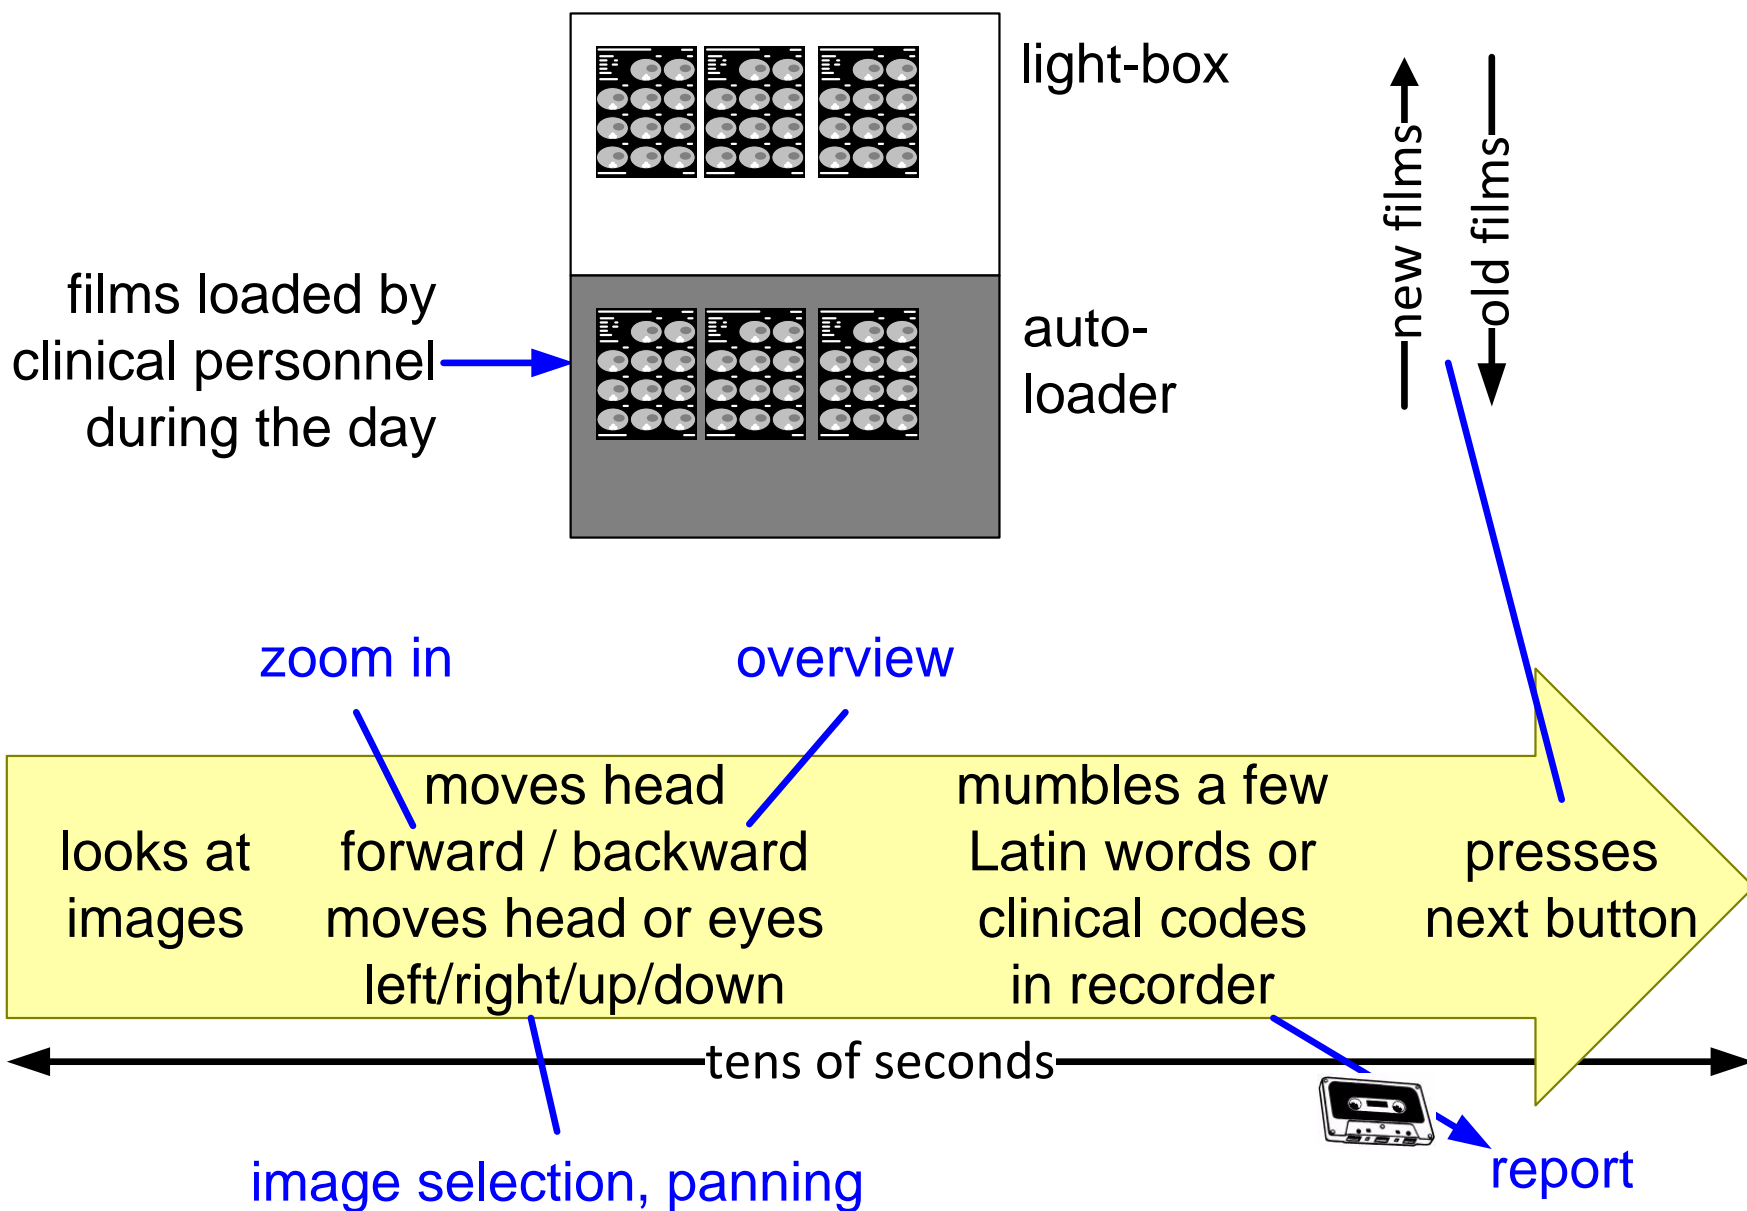 light-box
new films
old films
films loaded by
clinical personnel
during the day
auto-
loader
zoom in
overview
looks at
images
moves head
forward / backward
moves head or eyes
left/right/up/down
mumbles a few
Latin words or
clinical codes
in recorder
presses
next button
tens of seconds
image selection, panning
report